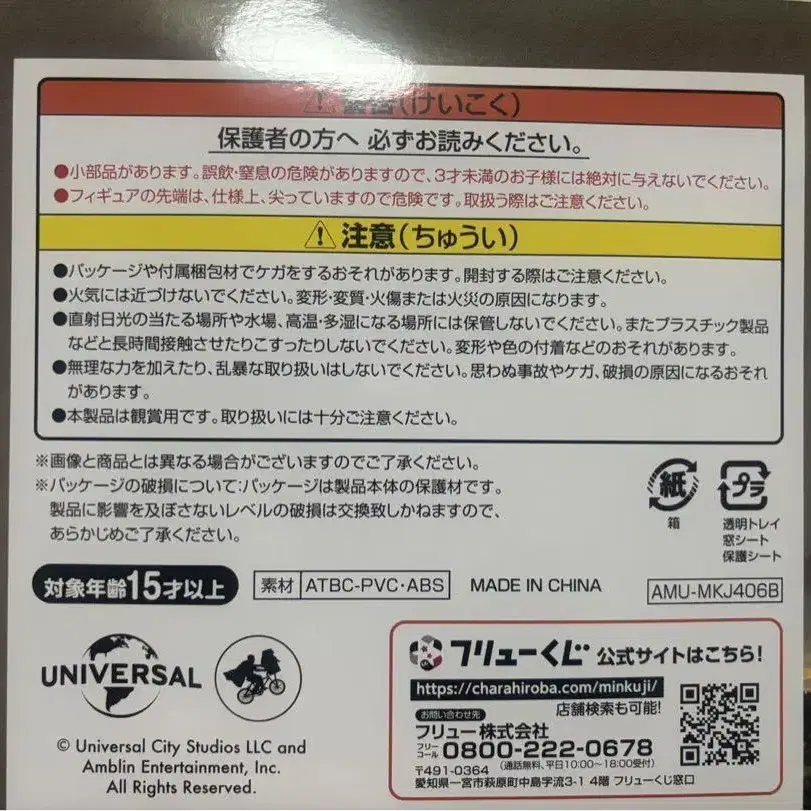 警告(けいこく)
保護者の方へ 必ずお読みください。
●小部品があります。誤飲・窒息の危険がありますので、3才未満のお子様には絶対に与えないでください。
●フィギュアの先端は、仕様上、尖っていますので危険です。取扱う際はご注意ください。
注意(ちゅうい)
●パッケージや付属梱包材でケガをするおそれがあります。開封する際はご注意ください。
●火気には近づけないでください。変形・変質・火傷または火災の原因になります。
●直射日光の当たる場所や水場、高温・多湿になる場所には保管しないでください。またプラスチック製品
などと長時間接触させたりこすったりしないでください。変形や色の付着などのおそれがあります。
●無理な力を加えたり、乱暴な取り扱いはしないでください。思わぬ事故やケガ、破損の原因になるおそれ
があります。
●本製品は観賞用です。取り扱いには十分ご注意ください。
※画像と商品とは異なる場合がございますのでご了承ください。
※パッケージの破損について:パッケージは製品本体の保護材です。
製品に影響を及ぼさないレベルの破損は交換致しかねますので、
あらかじめご了承ください。
紙
箱
プラ
透明トレイ
窓シート
保護シート
対象年齢15才以上
素材 ATBC-PVC・ABS
MADE IN CHINA
AMU-MKJ406B
UNIVERSAL
© Universal City Studios LLC and
Amblin Entertainment, Inc.
All Rights Reserved.
フリューくじ 公式サイトはこちら!
https://charahiroba.com/minkuji/
店舗検索も可能!
お問い合わせ先
フリュー株式会社
フリーコール 0800-222-0678
(通話無料、平日10:00~18:00受付)
〒491-0364
愛知県一宮市萩原町中島字流3-1 4階 フリューくじ窓口